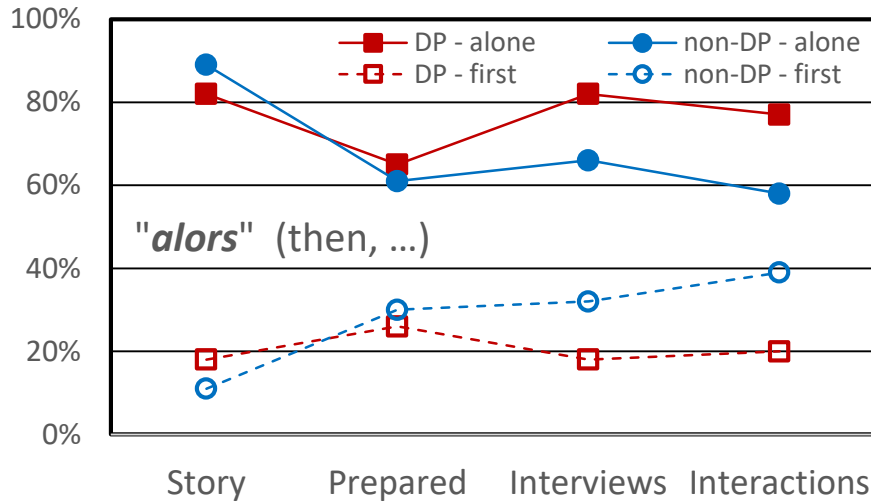 100%
DP - alone
non-DP - alone
DP - first
non-DP - first
80%
60%
"alors" (then, …)
40%
20%
0%
Story
Prepared
Interviews
Interactions